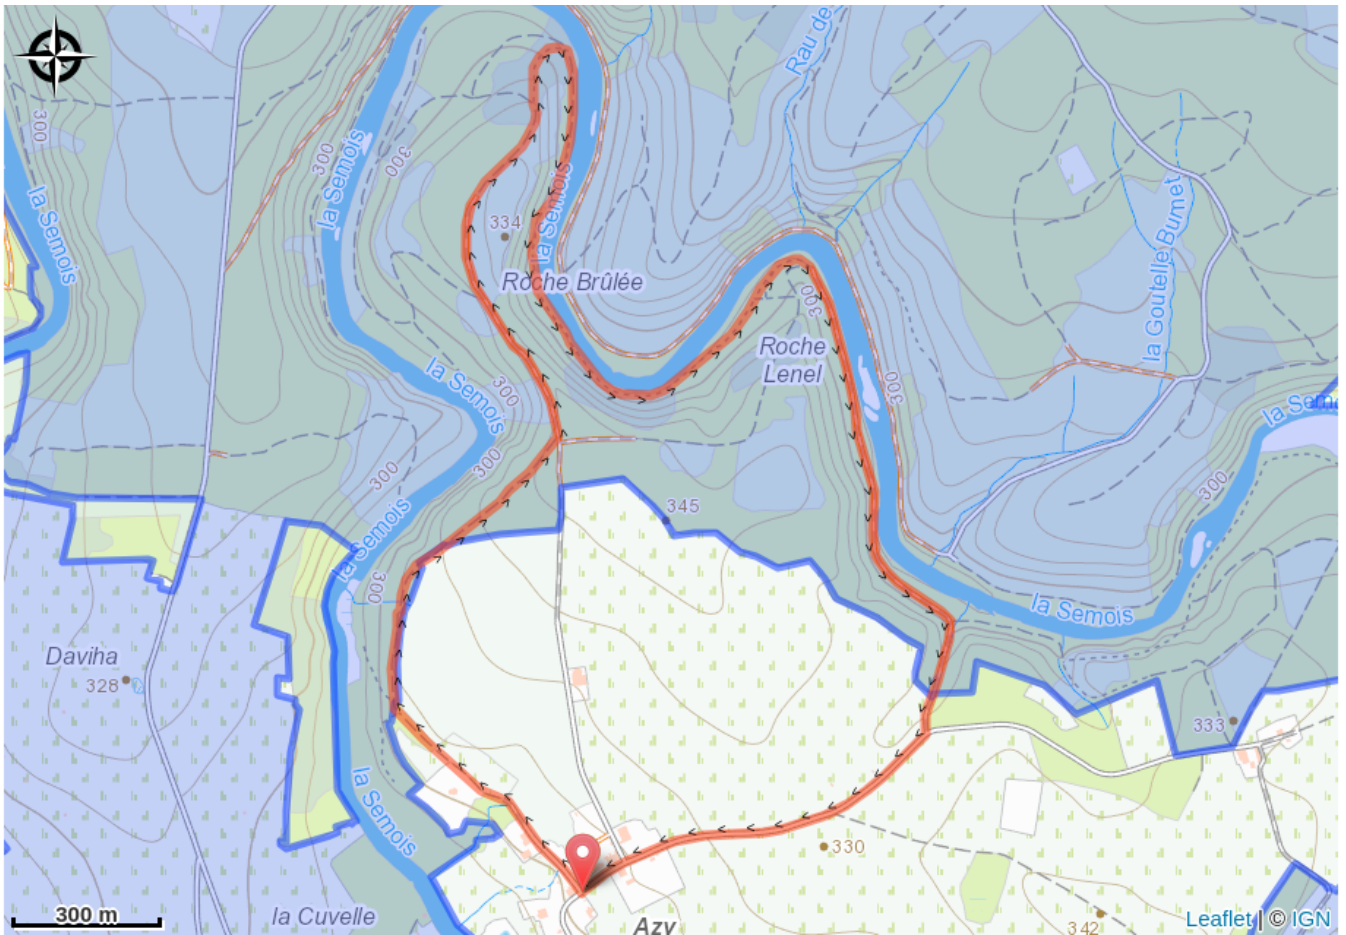 Rau de
300
300
300
la Semois
la Goutelle Burnet
la Semois
334
la Semois
Roche Brûlée
300
Roche
Lenel
la Semois
300
300
la Semois
300
300
300
345
la Semois
300
la Semois
Daviha
328
333
la Semois
330
300 m
la Cuvelle
Azy
342
Leaflet | © IGN